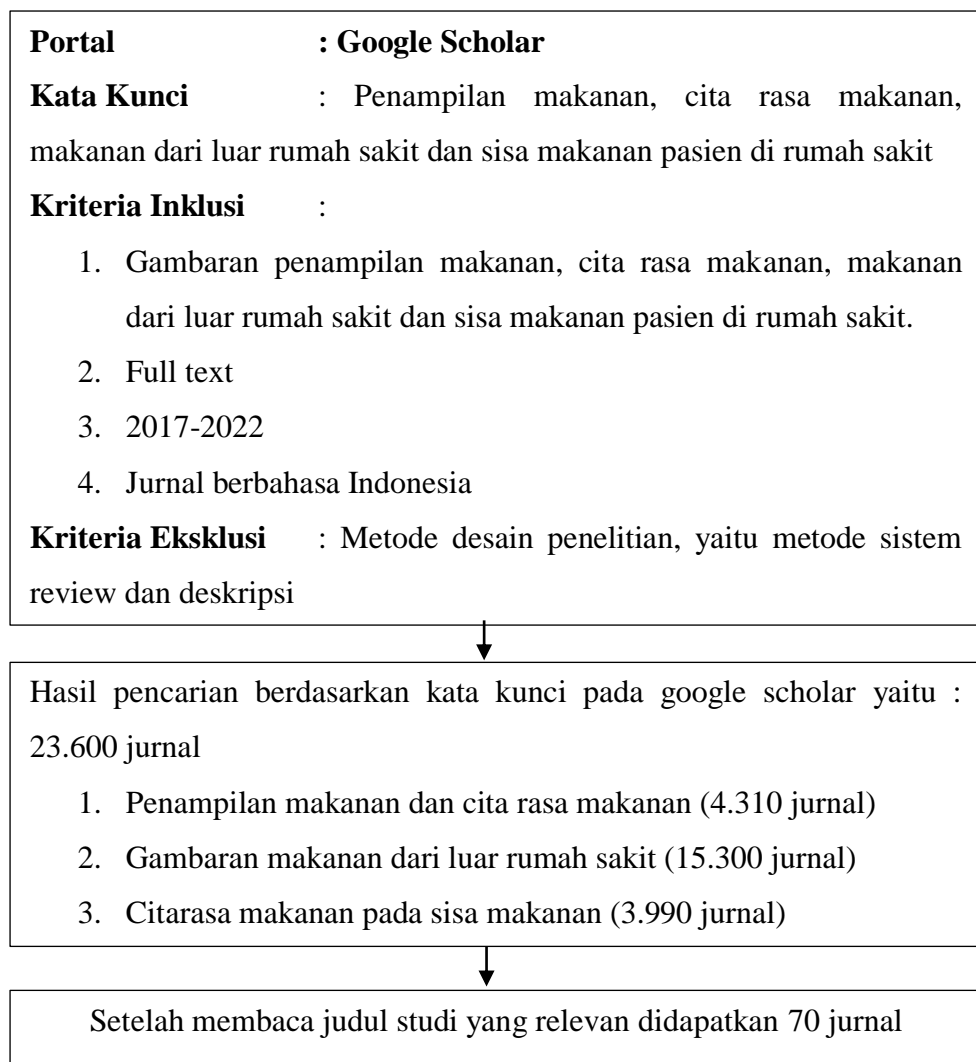 Portal : Google Scholar
Kata Kunci : Penampilan makanan, cita rasa makanan,
makanan dari luar rumah sakit dan sisa makanan pasien di rumah sakit
Kriteria Inklusi :
1. Gambaran penampilan makanan, cita rasa makanan, makanan
dari luar rumah sakit dan sisa makanan pasien di rumah sakit.
2. Full text
3. 2017-2022
4. Jurnal berbahasa Indonesia
Kriteria Eksklusi : Metode desain penelitian, yaitu metode sistem
review dan deskripsi
Hasil pencarian berdasarkan kata kunci pada google scholar yaitu :
23.600 jurnal
1. Penampilan makanan dan cita rasa makanan (4.310 jurnal)
2. Gambaran makanan dari luar rumah sakit (15.300 jurnal)
3. Citarasa makanan pada sisa makanan (3.990 jurnal)
Setelah membaca judul studi yang relevan didapatkan 70 jurnal